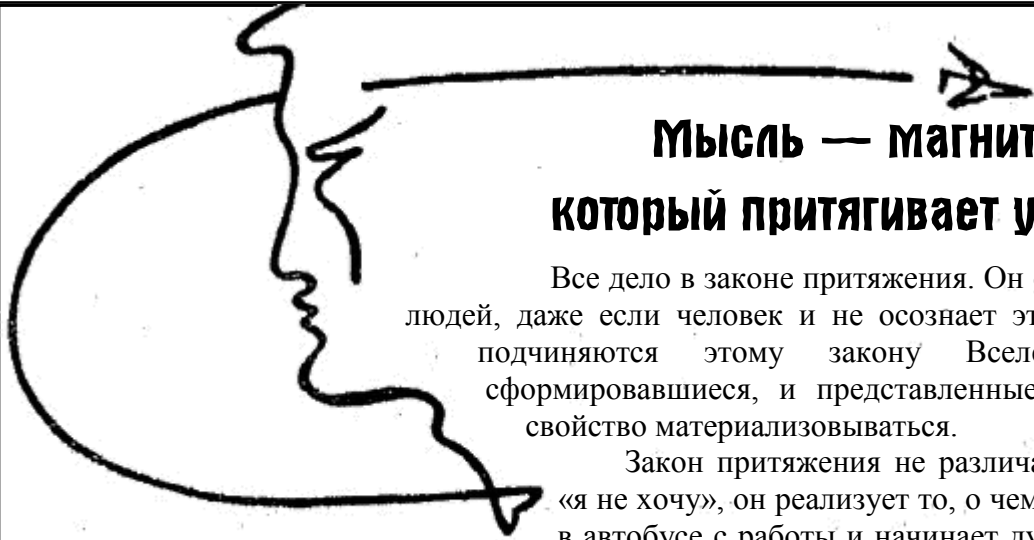 Мысль — магнит
который притягивает у
Все дело в законе притяжения. Он
людей, даже если человек и не осознает эт
подчиняются этому закону Всел
сформировавшиеся, и представленные
свойство материализовываться.
Закон притяжения не различа
«я не хочу», он реализует то, о чем
в автобусе с работы и начинает ду